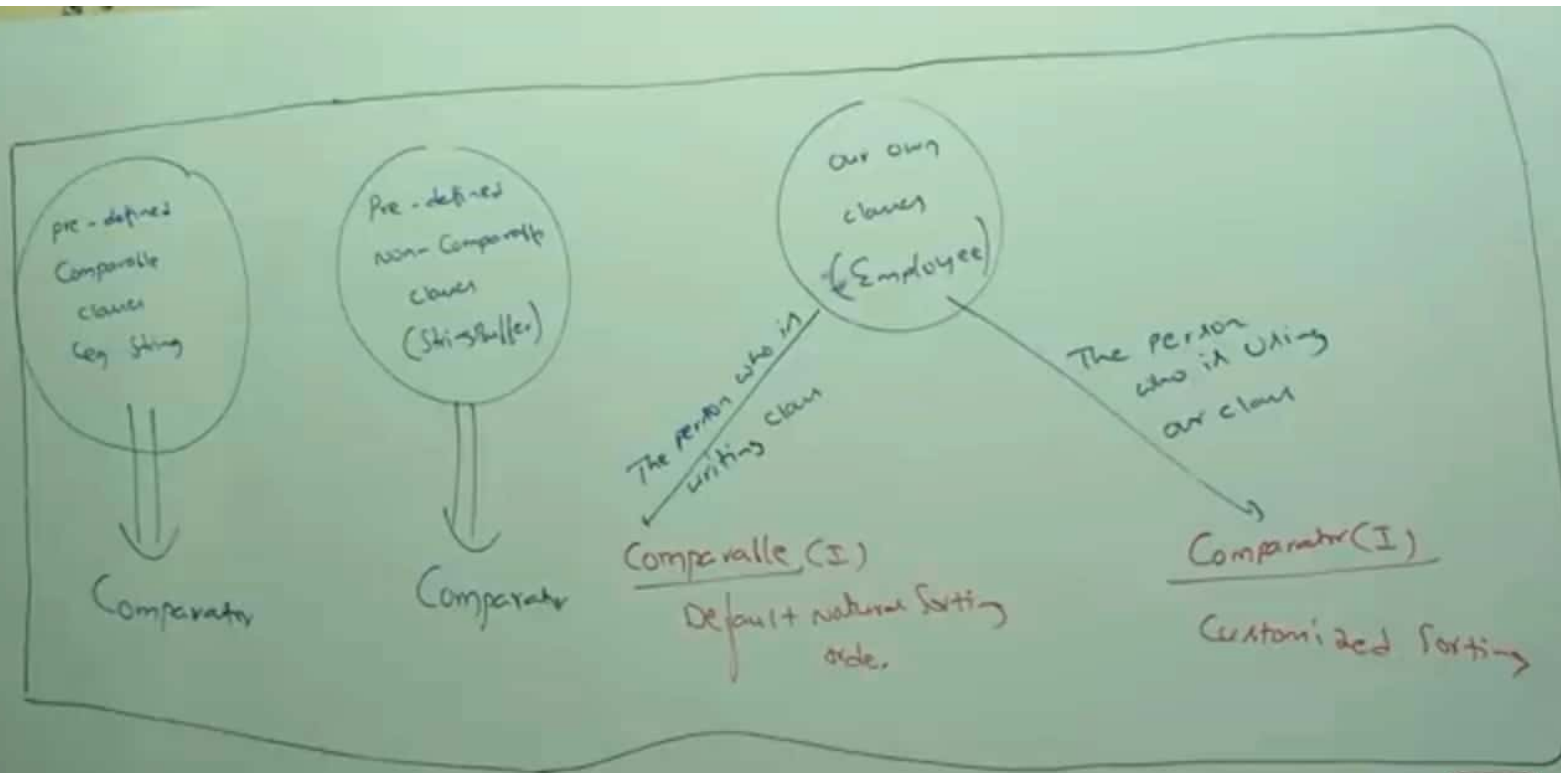 pre-defined
Comparable
classes
(eg String
Comparator
Pre-defined
non-Comparable
classes
(StringBuffer)
Comparator
our own
classes
(Employee)
The person who is
writing class
Comparable (I)
Default natural Sorting
order.
The person
who is using
our class
Comparator (I)
Customized Sorting